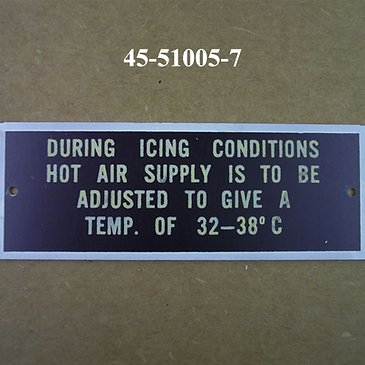 45-51005-7
DURING ICING CONDITIONS
HOT AIR SUPPLY IS TO BE
ADJUSTED TO GIVE A
TEMP. OF 32–38° C